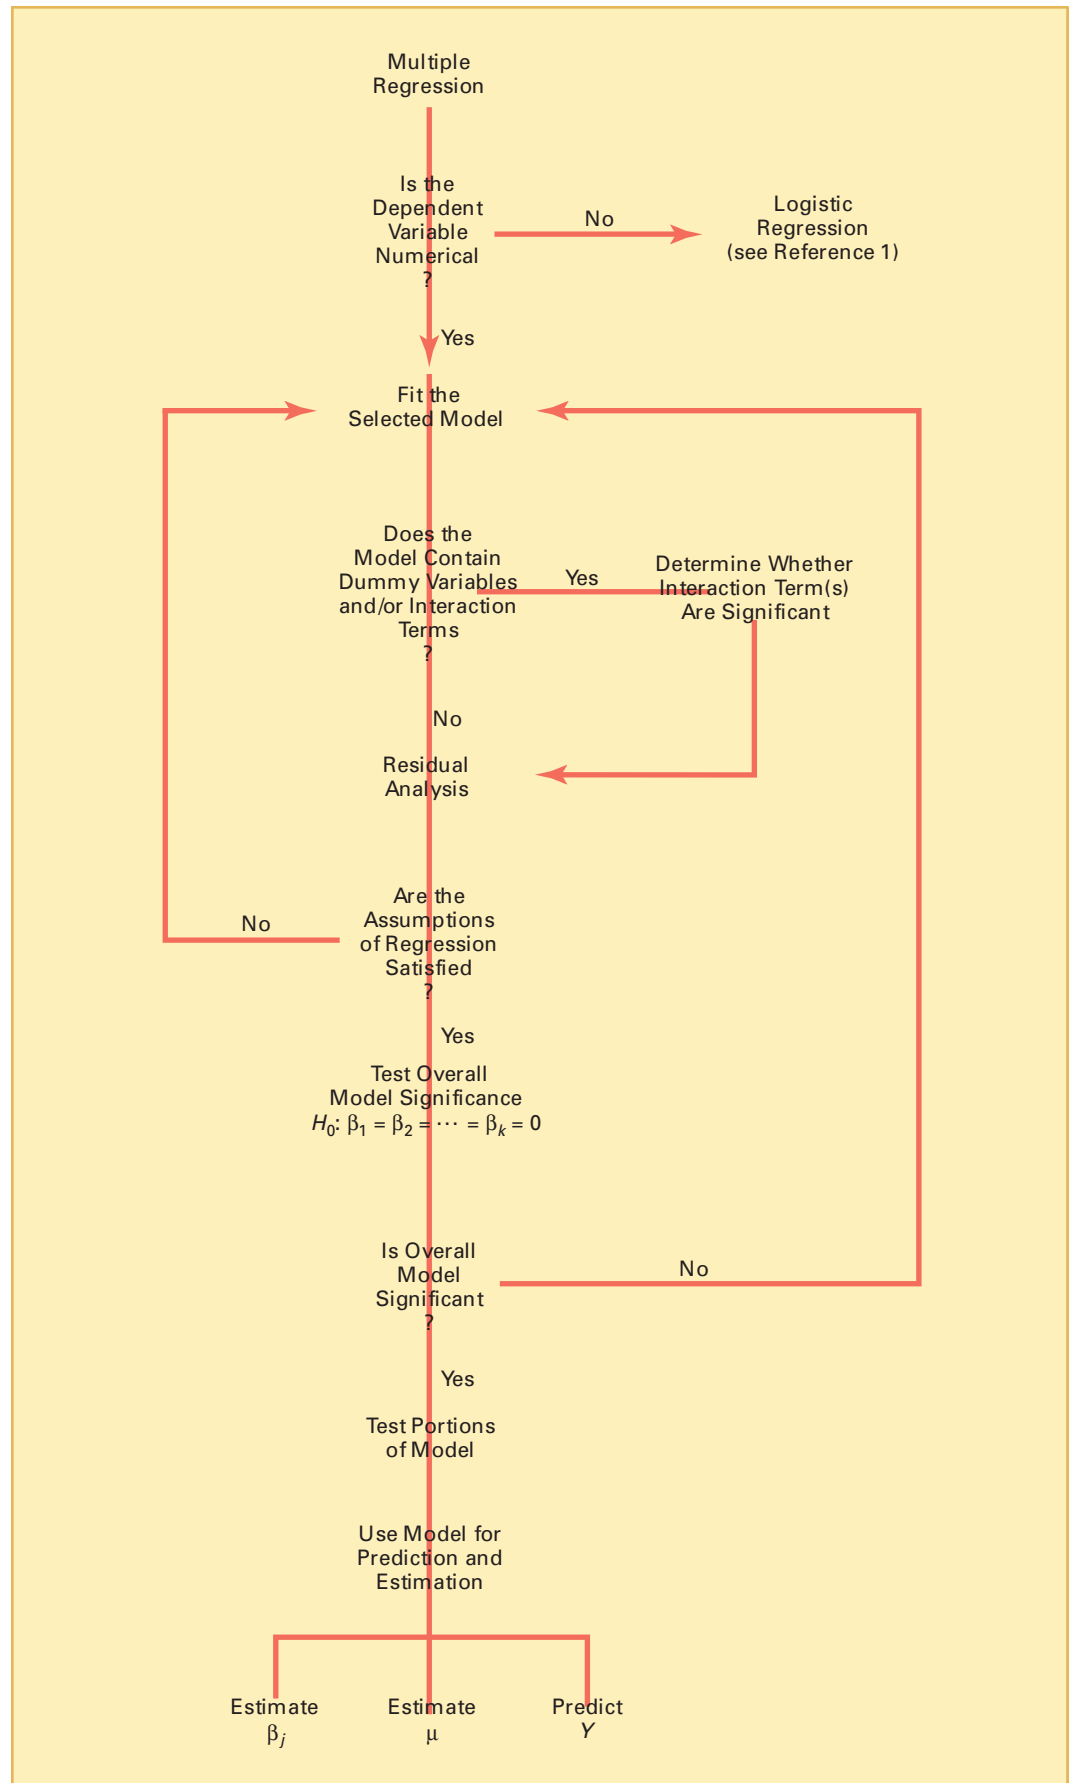 Multiple
Regression
Is the
Dependent
Variable
Numerical
?
No
Logistic
Regression
(see Reference 1)
Yes
Fit the
Selected Model
Does the
Model Contain
Dummy Variables
and/or Interaction
Terms
?
Yes
Determine Whether
Interaction Term(s)
Are Significant
No
Residual
Analysis
Are the
Assumptions
of Regression
Satisfied
?
No
Yes
Test Overall
Model Significance
H₀: β₁ = β₂ = ⋯ = βₖ = 0
Is Overall
Model
Significant
?
No
Yes
Test Portions
of Model
Use Model for
Prediction and
Estimation
Estimate
βⱼ
Estimate
μ
Predict
Y